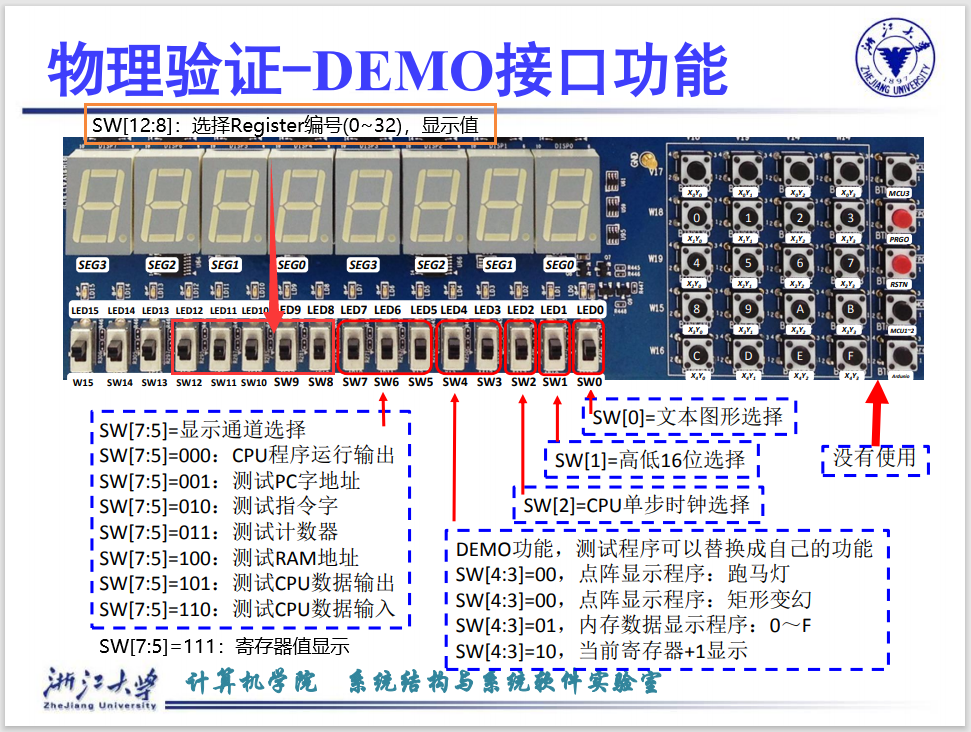 物理验证-DEMO接口功能
SW[12:8]：选择Register编号(0~32)，显示值
SEG3 SEG2 SEG1 SEG0 SEG3 SEG2 SEG1 SEG0
LED15 LED14 LED13 LED12 LED11 LED10 LED9 LED8 LED7 LED6 LED5 LED4 LED3 LED2 LED1 LED0
W15 SW14 SW13 SW12 SW11 SW10 SW9 SW8 SW7 SW6 SW5 SW4 SW3 SW2 SW1 SW0
GND
V17
MCU3
W18 0 1 2 3
PRGO
W19 4 5 6 7
RSTN
W15 8 9 A B
MCU1*2
W16 C D E F
Ardunio
SW[7:5]=显示通道选择
SW[7:5]=000：CPU程序运行输出
SW[7:5]=001：测试PC字地址
SW[7:5]=010：测试指令字
SW[7:5]=011：测试计数器
SW[7:5]=100：测试RAM地址
SW[7:5]=101：测试CPU数据输出
SW[7:5]=110：测试CPU数据输入
SW[7:5]=111：寄存器值显示
SW[0]=文本图形选择
SW[1]=高低16位选择
SW[2]=CPU单步时钟选择
没有使用
DEMO功能，测试程序可以替换成自己的功能
SW[4:3]=00，点阵显示程序：跑马灯
SW[4:3]=00，点阵显示程序：矩形变幻
SW[4:3]=01，内存数据显示程序：0～F
SW[4:3]=10，当前寄存器+1显示
浙江大学
ZheJiang University
计算机学院 系统结构与系统软件实验室
浙江大学
1897
ZHEJIANG UNIVERSITY